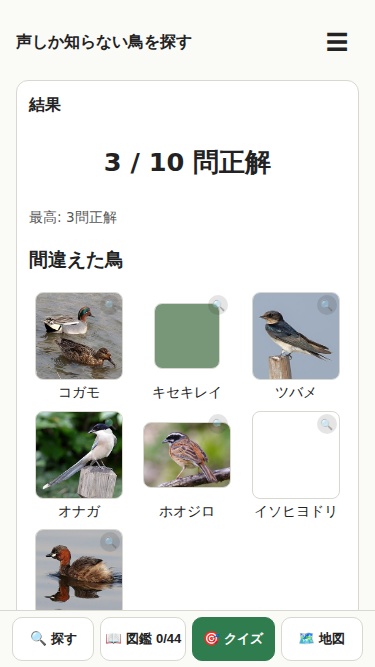 声しか知らない鳥を探す
結果
3 / 10 問正解
最高: 3問正解
間違えた鳥
コガモ
キセキレイ
ツバメ
オナガ
ホオジロ
イソヒヨドリ
探す
図鑑 0/44
クイズ
地図